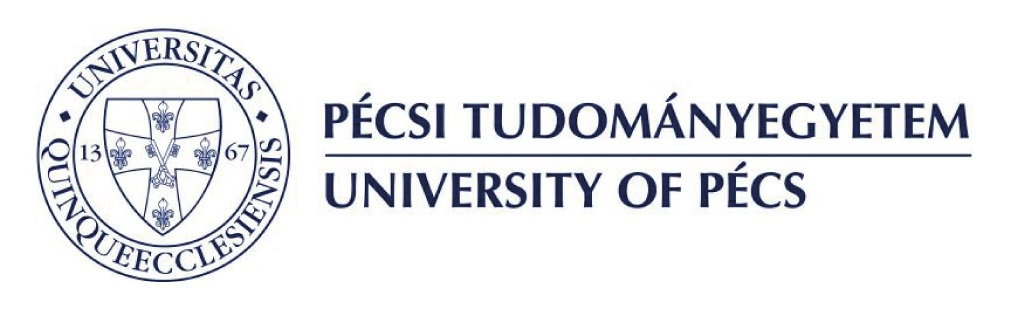 UNIVERSITAS
QUINQUEECCLESIENSIS
13 67
PÉCSI TUDOMÁNYEGYETEM
UNIVERSITY OF PÉCS